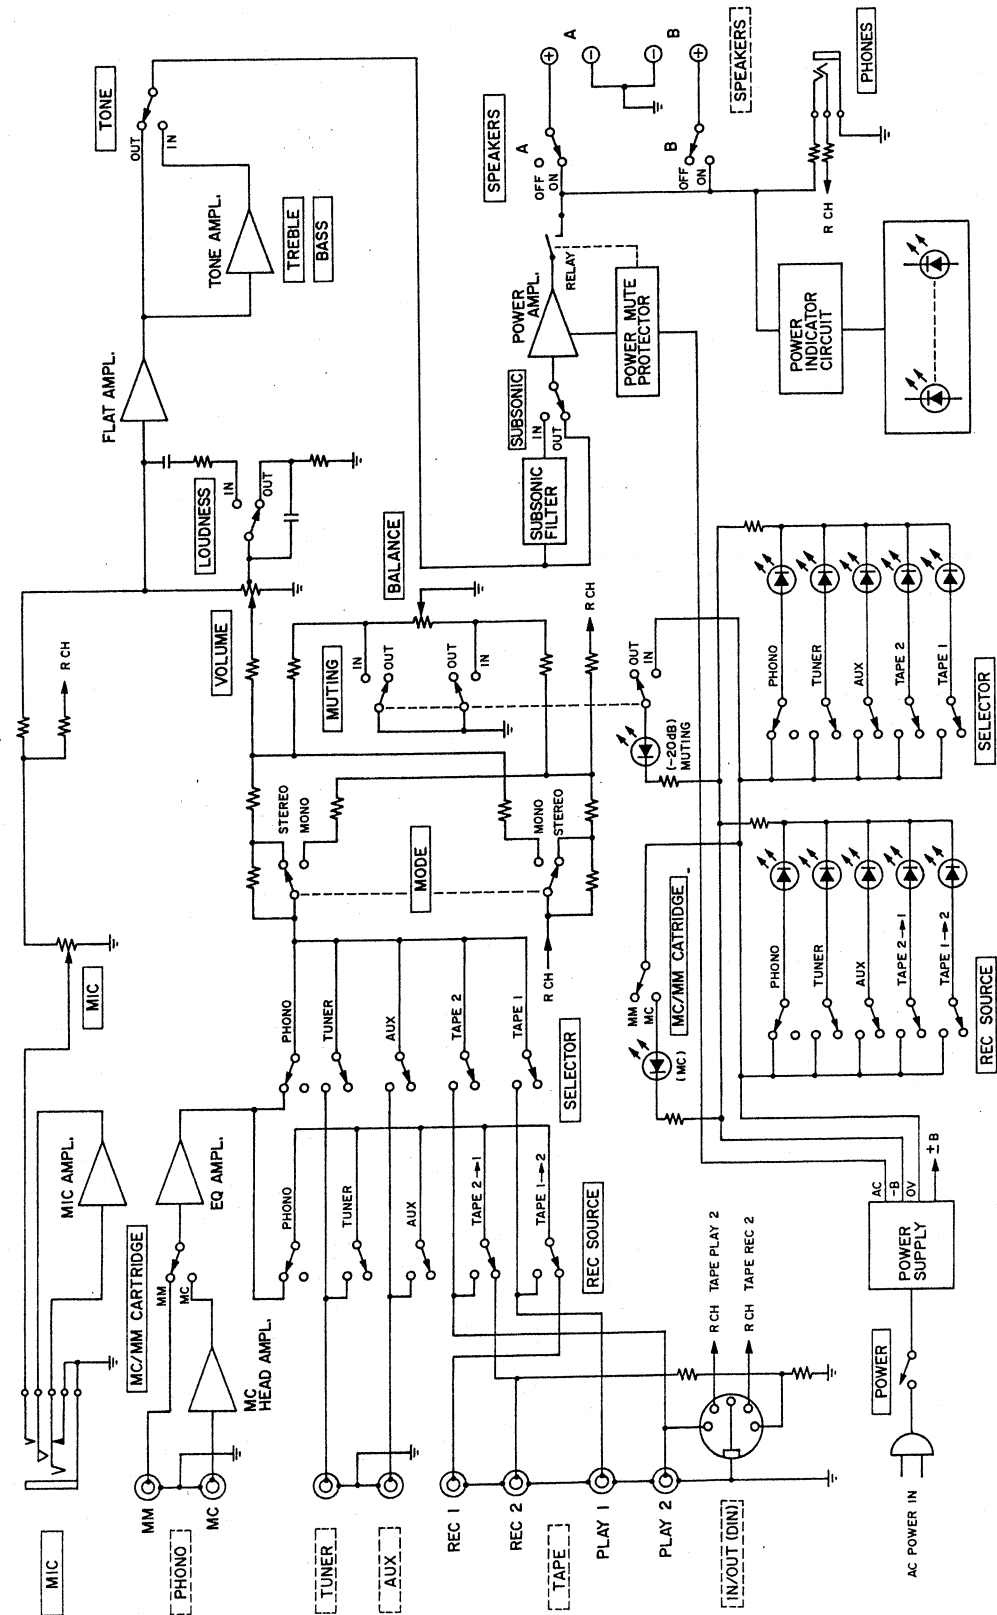 MIC
PHONO
MM
MC
TUNER
AUX
REC 1
REC 2
TAPE
PLAY 1
PLAY 2
IN/OUT (DIN)
AC POWER IN
MIC AMPL.
MC/MM CARTRIDGE
MM
MC
MC
HEAD AMPL.
EQ AMPL.
PHONO
TUNER
AUX
TAPE 2→1
TAPE 1→2
REC SOURCE
R CH TAPE PLAY 2
R CH TAPE REC 2
POWER
POWER
SUPPLY
AC
-B
0V
±B
MIC
PHONO
TUNER
AUX
TAPE 2
TAPE 1
SELECTOR
R CH
STEREO
MONO
MODE
MONO
STEREO
MM
MC
(MC)
MC/MM CATRIDGE
PHONO
TUNER
AUX
TAPE 2→1
TAPE 1→2
REC SOURCE
R CH
VOLUME
MUTING
IN
OUT
OUT
IN
BALANCE
R CH
OUT
IN
(-20dB)
MUTING
PHONO
TUNER
AUX
TAPE 2
TAPE 1
SELECTOR
LOUDNESS
IN
OUT
FLAT AMPL.
TONE AMPL.
TREBLE
BASS
TONE
OUT
IN
SUBSONIC
FILTER
SUBSONIC
IN
OUT
POWER
AMPL.
RELAY
POWER MUTE
PROTECTOR
SPEAKERS
A
OFF
ON
B
OFF
ON
+
A
−
−
B
+
SPEAKERS
PHONES
R CH
POWER
INDICATOR
CIRCUIT